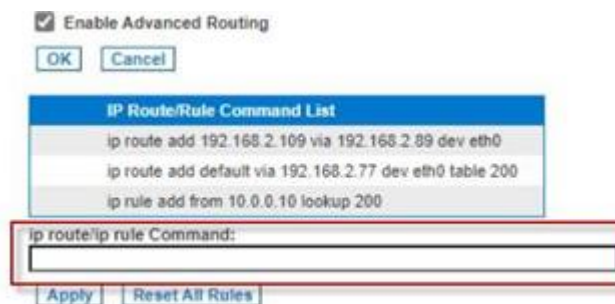 Enable Advanced Routing
OK Cancel
IP Route/Rule Command List
ip route add 192.168.2.109 via 192.168.2.89 dev eth0
ip route add default via 192.168.2.77 dev eth0 table 200
ip rule add from 10.0.0.10 lookup 200
ip route/ip rule Command:
Apply Reset All Rules